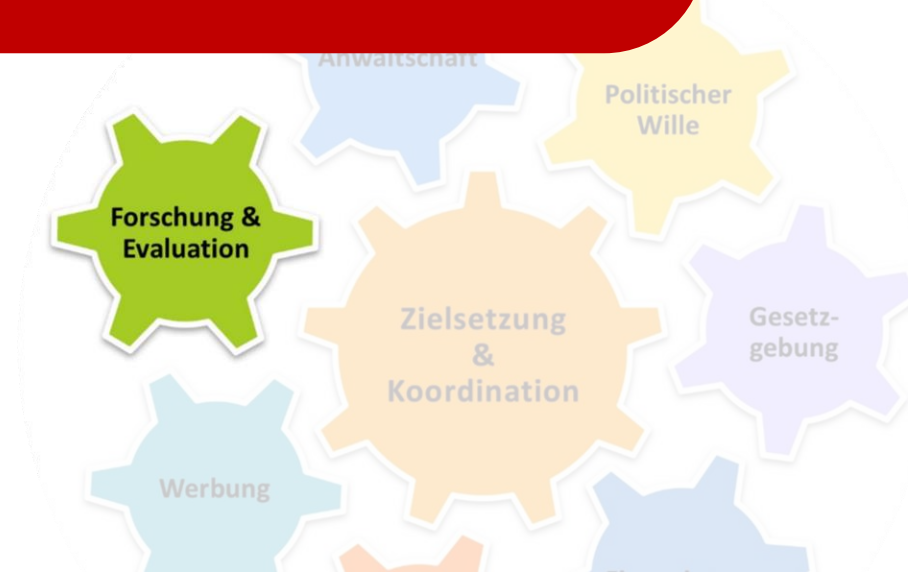 Anwaltschaft
Politischer
Wille
Forschung &
Evaluation
Zielsetzung
&
Koordination
Gesetz-
gebung
Werbung